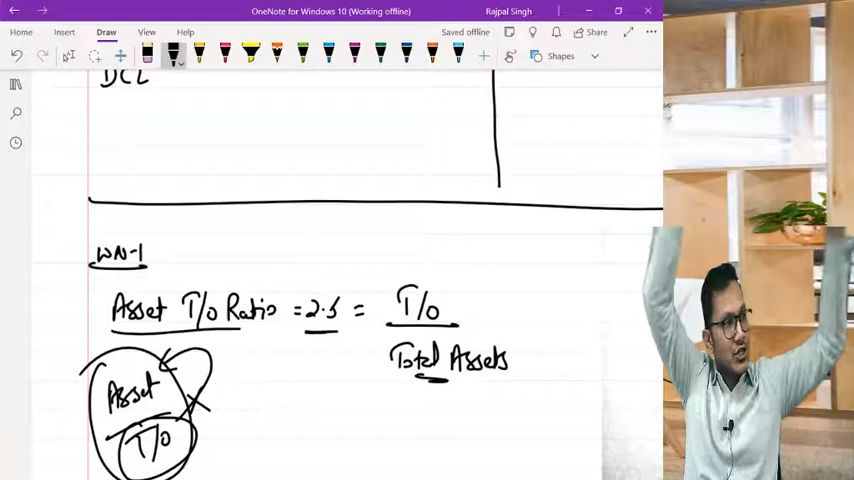 OneNote for Windows 10 (Working offline)
Rajpal Singh
Home Insert Draw View Saved offline Share
Shapes
DCL
WN-1
Asset T/o Ratio = 2.5 = T/o
Total Assets
Asset
T/o